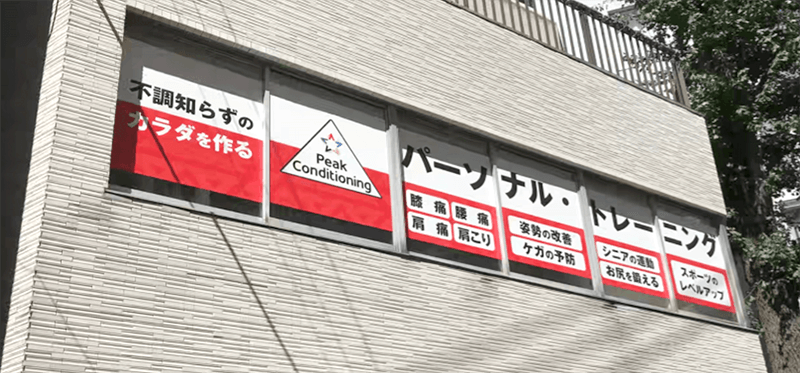 不調知らずの
カラダを作る
Peak
Conditioning
パーソナル・トレーニング
膝痛 腰痛
肩痛 肩こり
姿勢の改善
ケガの予防
シニアの運動
お尻を鍛える
スポーツの
レベルアップ